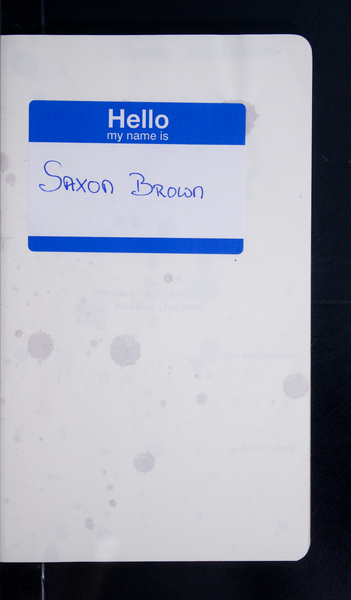 Hello
my name is
Saxon Brown